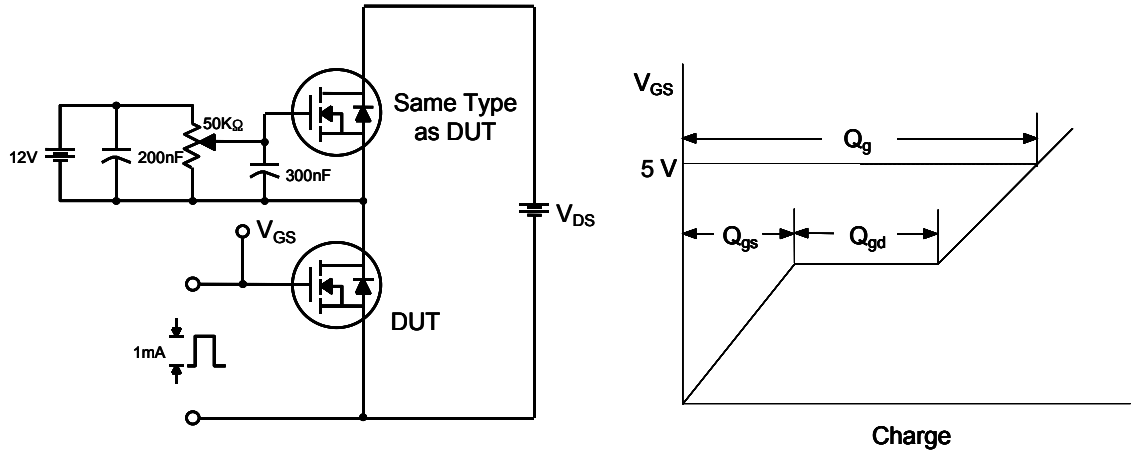 12V
200nF
50KΩ
300nF
Same Type
as DUT
V_DS
V_GS
DUT
1mA
V_GS
5 V
Q_g
Q_gs
Q_gd
Charge